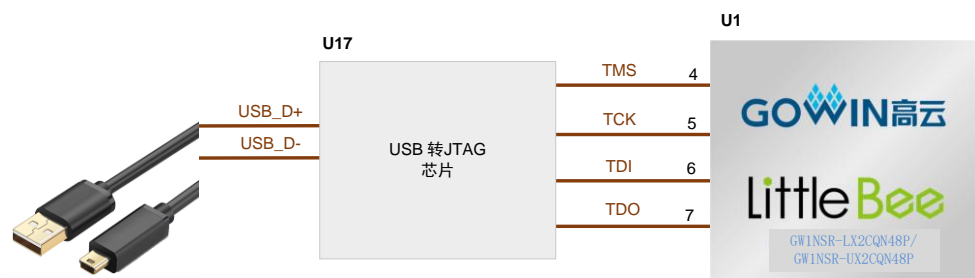 U1
U17
TMS 4
USB_D+
TCK 5
GOWIN高云
USB_D-
USB 转JTAG
芯片
TDI 6
LittleBee
TDO 7
GW1NSR-LX2CQN48P/
GW1NSR-UX2CQN48P